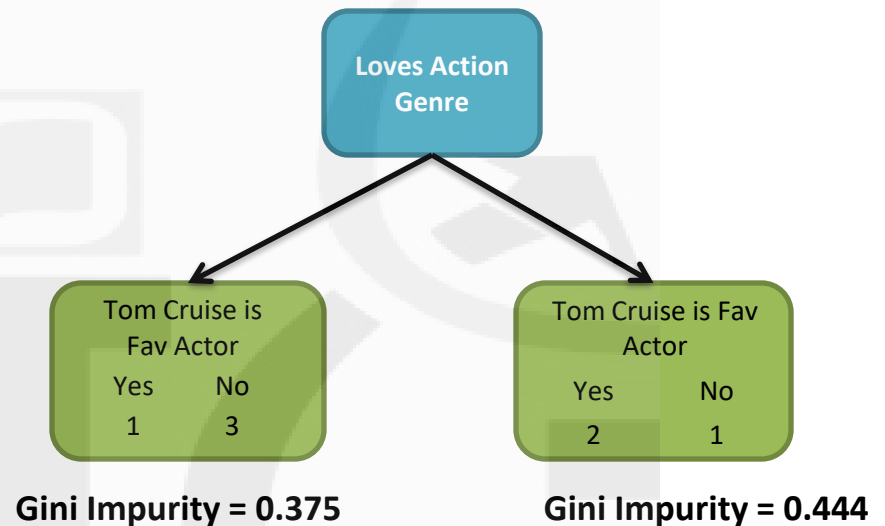 Loves Action
Genre
Tom Cruise is
Fav Actor
Yes No
1 3
Gini Impurity = 0.375
Tom Cruise is Fav
Actor
Yes No
2 1
Gini Impurity = 0.444